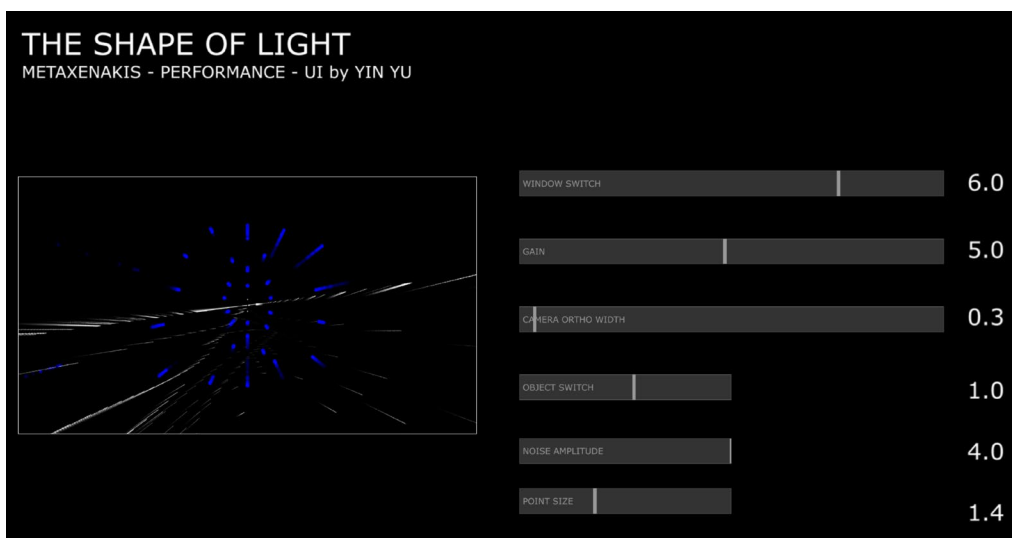 THE SHAPE OF LIGHT
METAXENAKIS - PERFORMANCE - UI by YIN YU
WINDOW SWITCH 6.0
GAIN 5.0
CAMERA ORTHO WIDTH 0.3
OBJECT SWITCH 1.0
NOISE AMPLITUDE 4.0
POINT SIZE 1.4